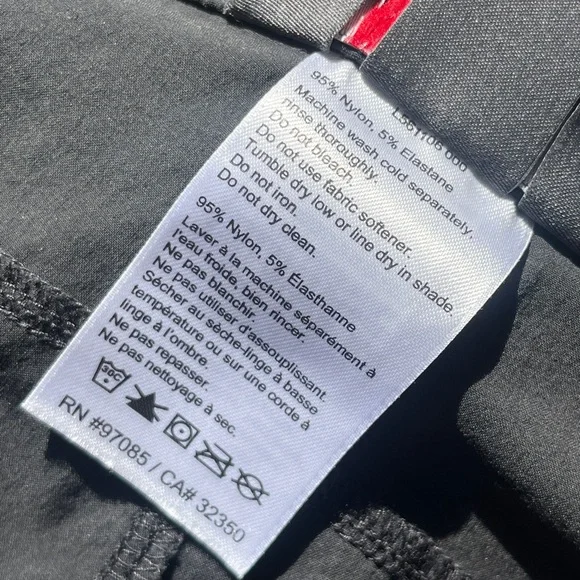 95% Nylon, 5% Elastane
Machine wash cold separately,
rinse thoroughly.
Do not bleach.
Do not use fabric softener.
Tumble dry low or line dry in shade.
Do not iron.
Do not dry clean.
95% Nylon, 5% Élasthanne
Laver à la machine séparément à
l'eau froide, bien rincer.
Ne pas blanchir.
Ne pas utiliser d'assouplissant.
Sécher au sèche-linge à basse
température ou sur une corde à
linge à l'ombre.
Ne pas repasser.
Ne pas nettoyage à sec.
RN #97085 / CA# 32350